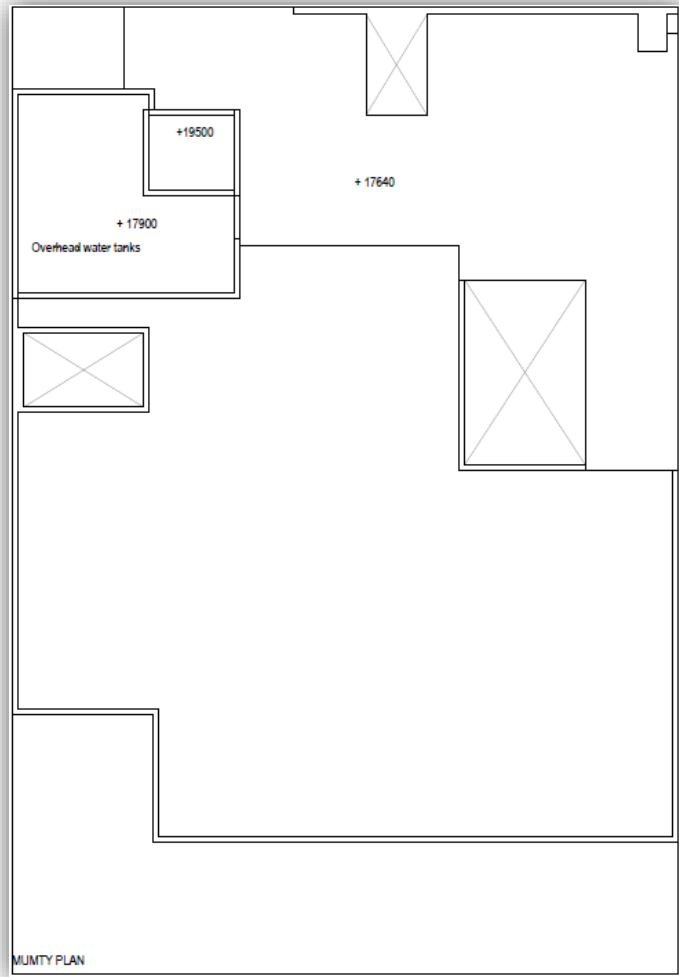 +19500
+ 17640
+ 17900
Overhead water tanks
MUMTY PLAN